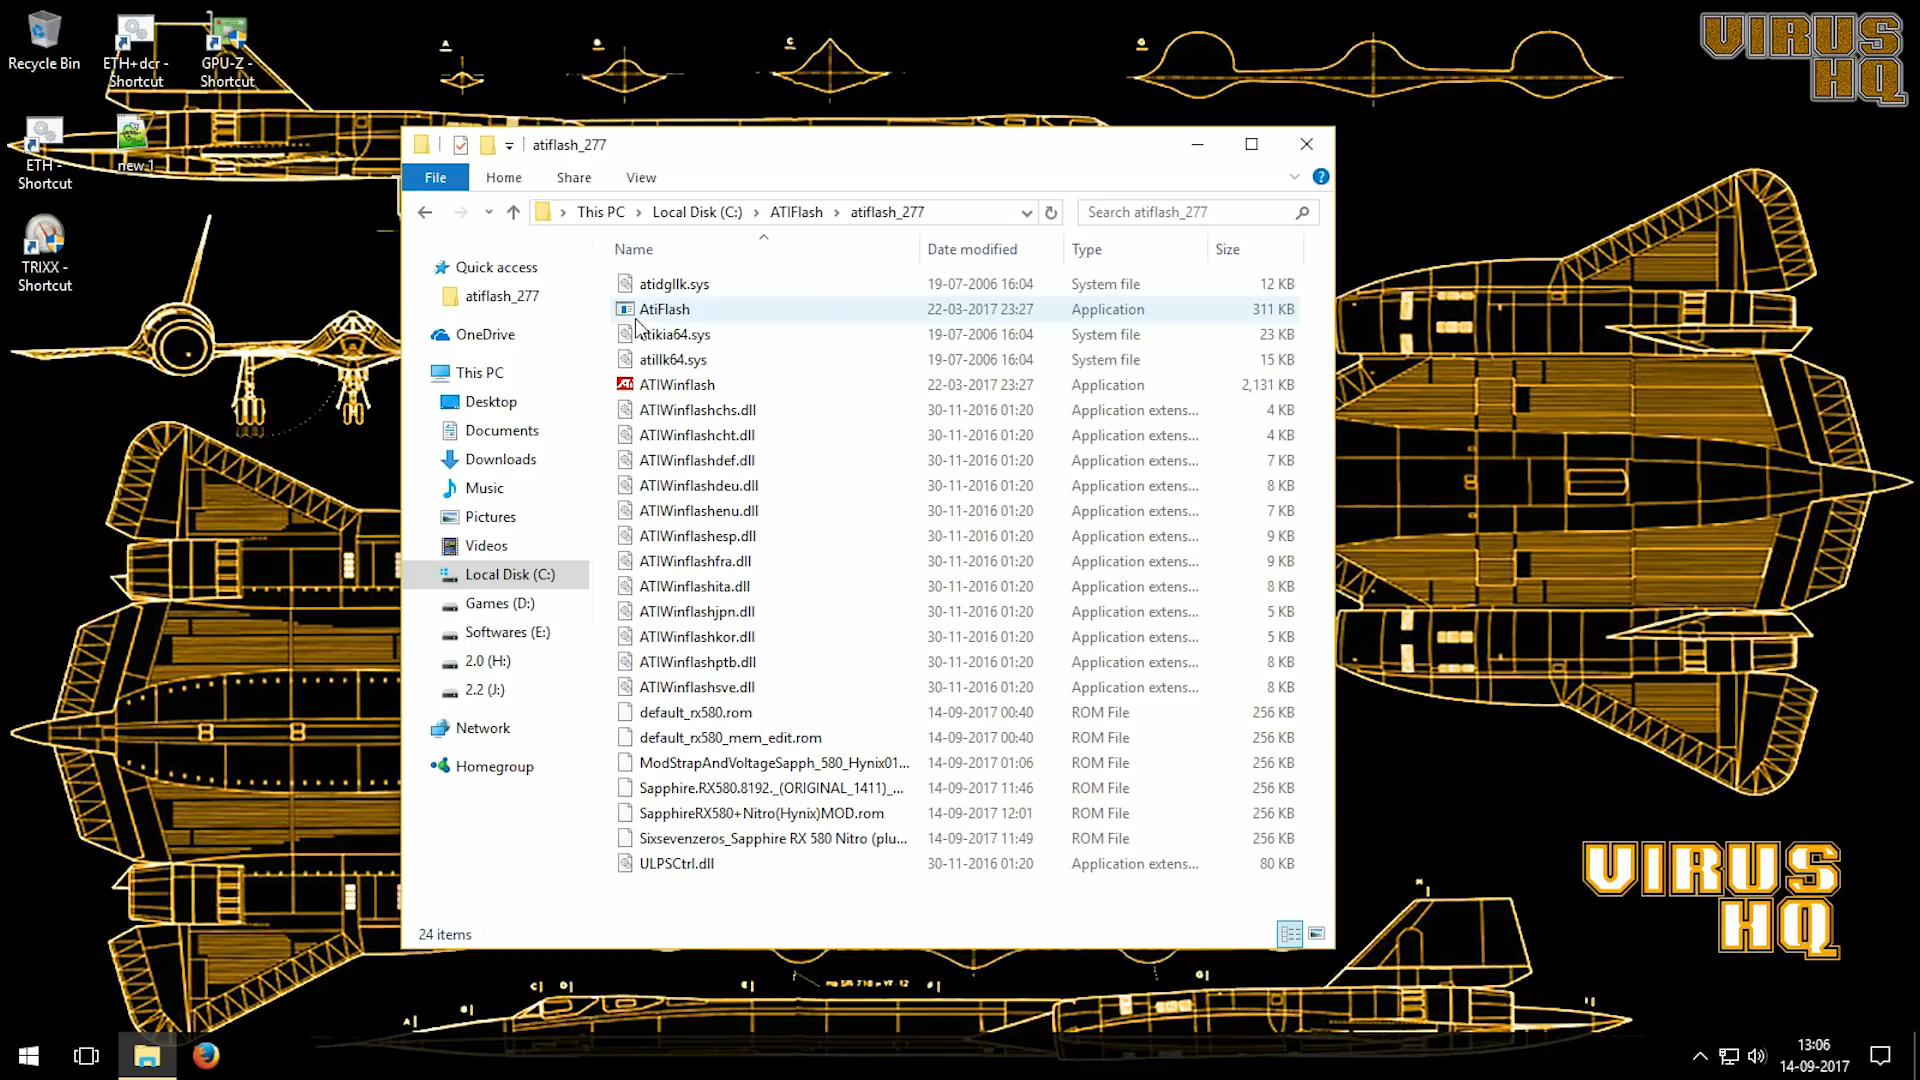 Recycle Bin
ETH+dcr -
Shortcut
GPU-Z -
Shortcut
ETH -
Shortcut
new 1
TRIXX -
Shortcut
VIRUS
HQ
A
C
atiflash_277
File
Home
Share
View
This PC
Local Disk (C:)
ATIFlash
atiflash_277
Search atiflash_277
Name
Date modified
Type
Size
Quick access
atiflash_277
OneDrive
This PC
Desktop
Documents
Downloads
Music
Pictures
Videos
Local Disk (C:)
Games (D:)
Softwares (E:)
2.0 (H:)
2.2 (J:)
Network
Homegroup
atidgllk.sys 19-07-2006 16:04 System file 12 KB
AtiFlash 22-03-2017 23:27 Application 311 KB
atikia64.sys 19-07-2006 16:04 System file 23 KB
atillk64.sys 19-07-2006 16:04 System file 15 KB
ATI ATIWinflash 22-03-2017 23:27 Application 2,131 KB
ATIWinflashchs.dll 30-11-2016 01:20 Application extens... 4 KB
ATIWinflashcht.dll 30-11-2016 01:20 Application extens... 4 KB
ATIWinflashdef.dll 30-11-2016 01:20 Application extens... 7 KB
ATIWinflashdeu.dll 30-11-2016 01:20 Application extens... 8 KB
ATIWinflashenu.dll 30-11-2016 01:20 Application extens... 7 KB
ATIWinflashesp.dll 30-11-2016 01:20 Application extens... 9 KB
ATIWinflashfra.dll 30-11-2016 01:20 Application extens... 9 KB
ATIWinflashita.dll 30-11-2016 01:20 Application extens... 8 KB
ATIWinflashjpn.dll 30-11-2016 01:20 Application extens... 5 KB
ATIWinflashkor.dll 30-11-2016 01:20 Application extens... 5 KB
ATIWinflashptb.dll 30-11-2016 01:20 Application extens... 8 KB
ATIWinflashsve.dll 30-11-2016 01:20 Application extens... 8 KB
default_rx580.rom 14-09-2017 00:40 ROM File 256 KB
default_rx580_mem_edit.rom 14-09-2017 00:40 ROM File 256 KB
ModStrapAndVoltageSapph_580_Hynix01... 14-09-2017 01:06 ROM File 256 KB
Sapphire.RX580.8192._(ORIGINAL_1411)_... 14-09-2017 11:46 ROM File 256 KB
SapphireRX580+Nitro(Hynix)MOD.rom 14-09-2017 12:01 ROM File 256 KB
Sixsevenzeros_Sapphire RX 580 Nitro (plu... 14-09-2017 11:49 ROM File 256 KB
ULPSCtrl.dll 30-11-2016 01:20 Application extens... 80 KB
24 items
VIRUS
HQ
13:06
14-09-2017